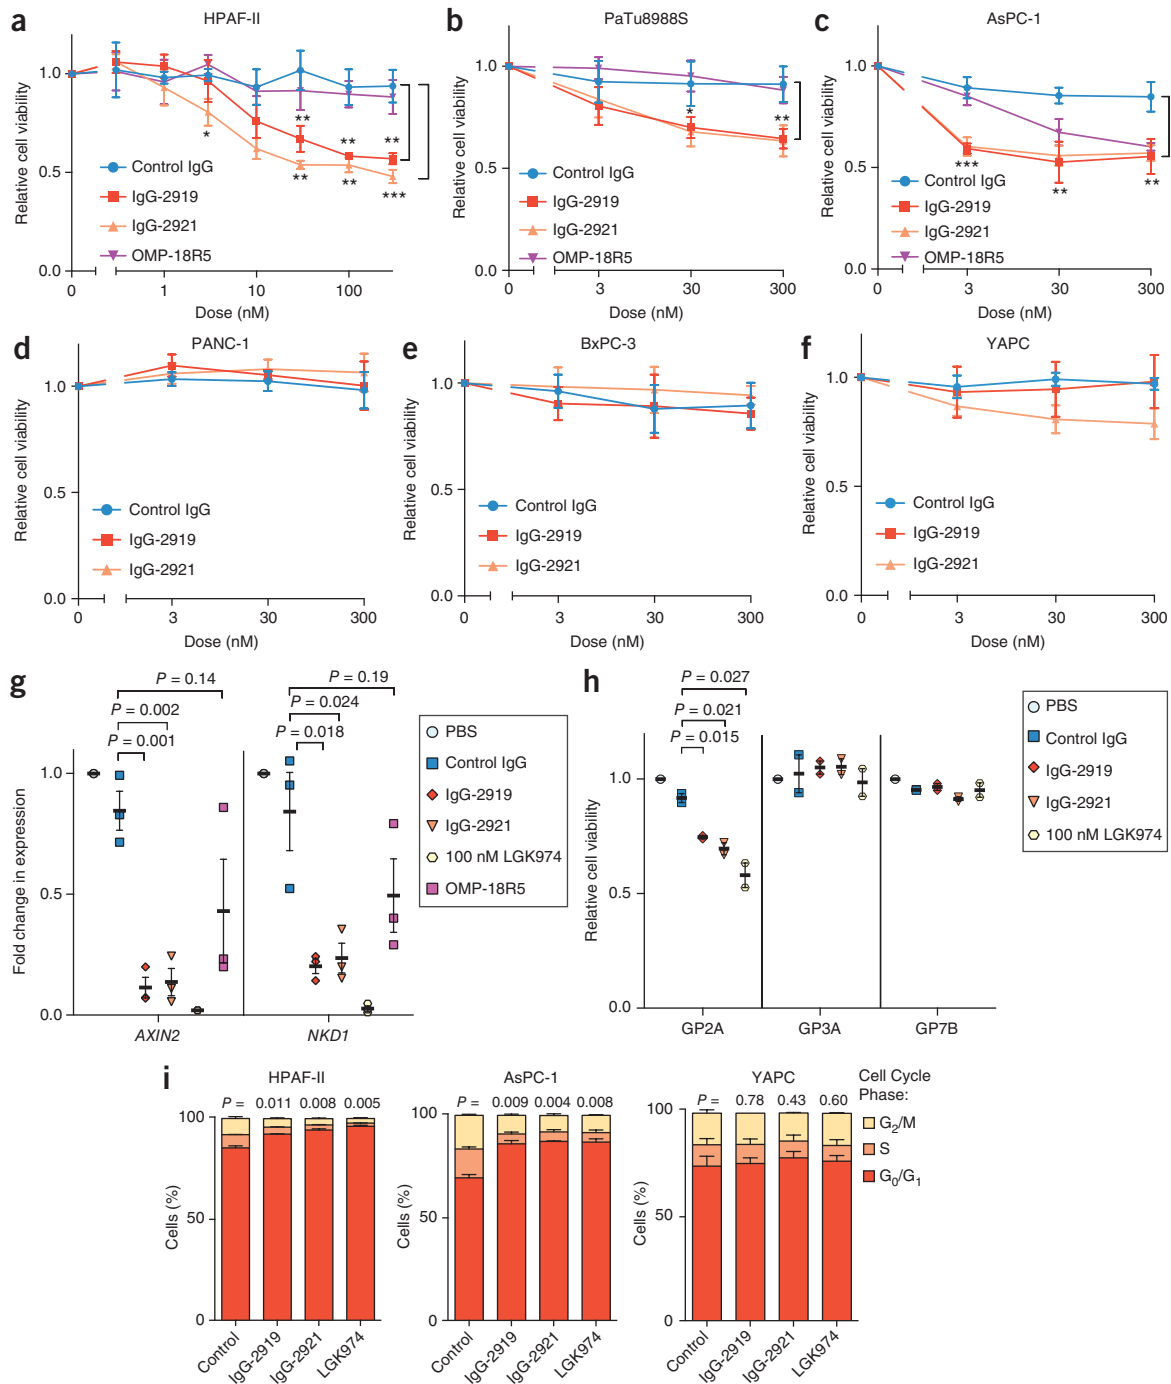 a
HPAF-II
Relative cell viability
1.0
0.5
0.0
* ** ** ** ** ** ***
Control IgG
IgG-2919
IgG-2921
OMP-18R5
0 1 10 100
Dose (nM)
b
PaTu8988S
Relative cell viability
1.0
0.5
0.0
* **
Control IgG
IgG-2919
IgG-2921
OMP-18R5
0 3 30 300
Dose (nM)
c
AsPC-1
Relative cell viability
1.0
0.5
0.0
*** ** **
Control IgG
IgG-2919
IgG-2921
OMP-18R5
0 3 30 300
Dose (nM)
d
PANC-1
Relative cell viability
1.0
0.5
0.0
Control IgG
IgG-2919
IgG-2921
0 3 30 300
Dose (nM)
e
BxPC-3
Relative cell viability
1.0
0.5
0.0
Control IgG
IgG-2919
IgG-2921
0 3 30 300
Dose (nM)
f
YAPC
Relative cell viability
1.0
0.5
0.0
Control IgG
IgG-2919
IgG-2921
0 3 30 300
Dose (nM)
g
P = 0.14
P = 0.002
P = 0.001
P = 0.19
P = 0.024
P = 0.018
Fold change in expression
1.0
0.5
0.0
AXIN2 NKD1
PBS
Control IgG
IgG-2919
IgG-2921
100 nM LGK974
OMP-18R5
h
P = 0.027
P = 0.021
P = 0.015
Relative cell viability
1.0
0.5
0.0
GP2A GP3A GP7B
PBS
Control IgG
IgG-2919
IgG-2921
100 nM LGK974
i
HPAF-II
P = 0.011 0.008 0.005
Cells (%)
100
50
0
Control IgG-2919 IgG-2921 LGK974
AsPC-1
P = 0.009 0.004 0.008
Cells (%)
100
50
0
Control IgG-2919 IgG-2921 LGK974
YAPC
P = 0.78 0.43 0.60
Cells (%)
100
50
0
Control IgG-2919 IgG-2921 LGK974
Cell Cycle
Phase:
G2/M
S
G0/G1